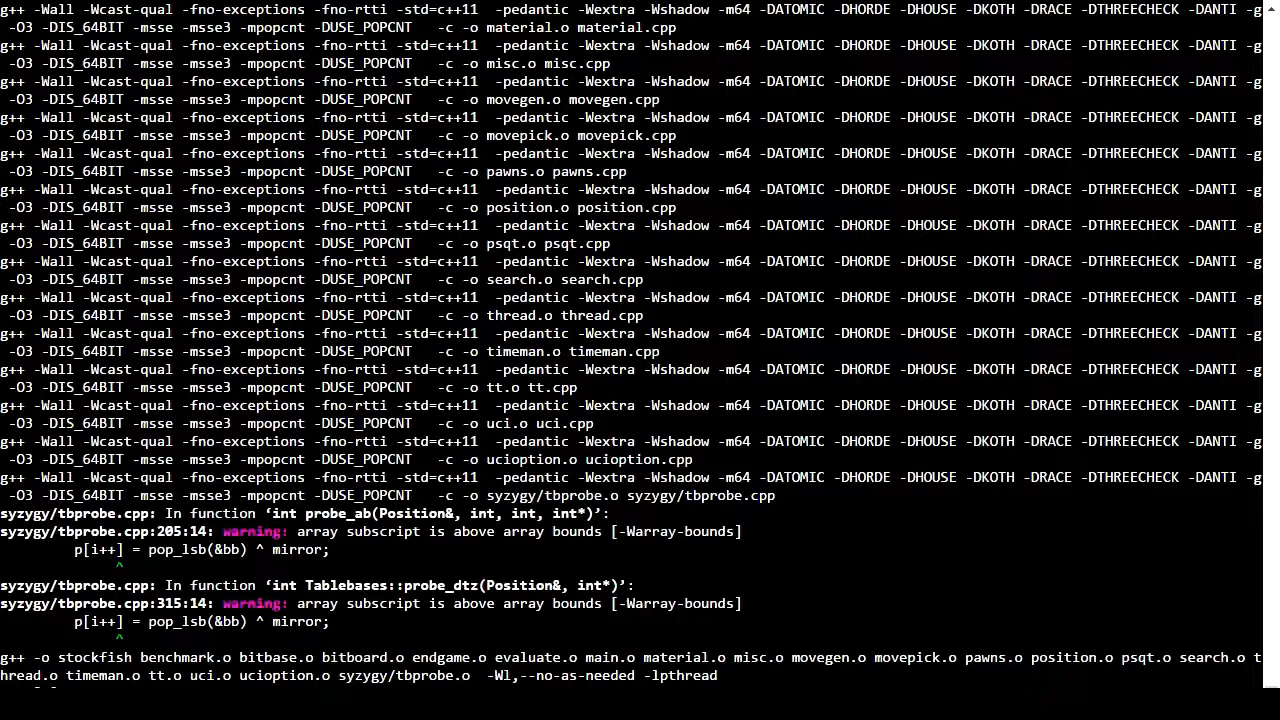 g++ -Wall -Wcast-qual -fno-exceptions -fno-rtti -std=c++11  -pedantic -Wextra -Wshadow -m64 -DATOMIC -DHORDE -DHOUSE -DKOTH -DRACE -DTHREECHECK -DANTI -g
 -O3 -DIS_64BIT -msse -msse3 -mpopcnt -DUSE_POPCNT   -c -o material.o material.cpp
g++ -Wall -Wcast-qual -fno-exceptions -fno-rtti -std=c++11  -pedantic -Wextra -Wshadow -m64 -DATOMIC -DHORDE -DHOUSE -DKOTH -DRACE -DTHREECHECK -DANTI -g
 -O3 -DIS_64BIT -msse -msse3 -mpopcnt -DUSE_POPCNT   -c -o misc.o misc.cpp
g++ -Wall -Wcast-qual -fno-exceptions -fno-rtti -std=c++11  -pedantic -Wextra -Wshadow -m64 -DATOMIC -DHORDE -DHOUSE -DKOTH -DRACE -DTHREECHECK -DANTI -g
 -O3 -DIS_64BIT -msse -msse3 -mpopcnt -DUSE_POPCNT   -c -o movegen.o movegen.cpp
g++ -Wall -Wcast-qual -fno-exceptions -fno-rtti -std=c++11  -pedantic -Wextra -Wshadow -m64 -DATOMIC -DHORDE -DHOUSE -DKOTH -DRACE -DTHREECHECK -DANTI -g
 -O3 -DIS_64BIT -msse -msse3 -mpopcnt -DUSE_POPCNT   -c -o movepick.o movepick.cpp
g++ -Wall -Wcast-qual -fno-exceptions -fno-rtti -std=c++11  -pedantic -Wextra -Wshadow -m64 -DATOMIC -DHORDE -DHOUSE -DKOTH -DRACE -DTHREECHECK -DANTI -g
 -O3 -DIS_64BIT -msse -msse3 -mpopcnt -DUSE_POPCNT   -c -o pawns.o pawns.cpp
g++ -Wall -Wcast-qual -fno-exceptions -fno-rtti -std=c++11  -pedantic -Wextra -Wshadow -m64 -DATOMIC -DHORDE -DHOUSE -DKOTH -DRACE -DTHREECHECK -DANTI -g
 -O3 -DIS_64BIT -msse -msse3 -mpopcnt -DUSE_POPCNT   -c -o position.o position.cpp
g++ -Wall -Wcast-qual -fno-exceptions -fno-rtti -std=c++11  -pedantic -Wextra -Wshadow -m64 -DATOMIC -DHORDE -DHOUSE -DKOTH -DRACE -DTHREECHECK -DANTI -g
 -O3 -DIS_64BIT -msse -msse3 -mpopcnt -DUSE_POPCNT   -c -o psqt.o psqt.cpp
g++ -Wall -Wcast-qual -fno-exceptions -fno-rtti -std=c++11  -pedantic -Wextra -Wshadow -m64 -DATOMIC -DHORDE -DHOUSE -DKOTH -DRACE -DTHREECHECK -DANTI -g
 -O3 -DIS_64BIT -msse -msse3 -mpopcnt -DUSE_POPCNT   -c -o search.o search.cpp
g++ -Wall -Wcast-qual -fno-exceptions -fno-rtti -std=c++11  -pedantic -Wextra -Wshadow -m64 -DATOMIC -DHORDE -DHOUSE -DKOTH -DRACE -DTHREECHECK -DANTI -g
 -O3 -DIS_64BIT -msse -msse3 -mpopcnt -DUSE_POPCNT   -c -o thread.o thread.cpp
g++ -Wall -Wcast-qual -fno-exceptions -fno-rtti -std=c++11  -pedantic -Wextra -Wshadow -m64 -DATOMIC -DHORDE -DHOUSE -DKOTH -DRACE -DTHREECHECK -DANTI -g
 -O3 -DIS_64BIT -msse -msse3 -mpopcnt -DUSE_POPCNT   -c -o timeman.o timeman.cpp
g++ -Wall -Wcast-qual -fno-exceptions -fno-rtti -std=c++11  -pedantic -Wextra -Wshadow -m64 -DATOMIC -DHORDE -DHOUSE -DKOTH -DRACE -DTHREECHECK -DANTI -g
 -O3 -DIS_64BIT -msse -msse3 -mpopcnt -DUSE_POPCNT   -c -o tt.o tt.cpp
g++ -Wall -Wcast-qual -fno-exceptions -fno-rtti -std=c++11  -pedantic -Wextra -Wshadow -m64 -DATOMIC -DHORDE -DHOUSE -DKOTH -DRACE -DTHREECHECK -DANTI -g
 -O3 -DIS_64BIT -msse -msse3 -mpopcnt -DUSE_POPCNT   -c -o uci.o uci.cpp
g++ -Wall -Wcast-qual -fno-exceptions -fno-rtti -std=c++11  -pedantic -Wextra -Wshadow -m64 -DATOMIC -DHORDE -DHOUSE -DKOTH -DRACE -DTHREECHECK -DANTI -g
 -O3 -DIS_64BIT -msse -msse3 -mpopcnt -DUSE_POPCNT   -c -o ucioption.o ucioption.cpp
g++ -Wall -Wcast-qual -fno-exceptions -fno-rtti -std=c++11  -pedantic -Wextra -Wshadow -m64 -DATOMIC -DHORDE -DHOUSE -DKOTH -DRACE -DTHREECHECK -DANTI -g
 -O3 -DIS_64BIT -msse -msse3 -mpopcnt -DUSE_POPCNT   -c -o syzygy/tbprobe.o syzygy/tbprobe.cpp
syzygy/tbprobe.cpp: In function ‘int probe_ab(Position&, int, int, int*)’:
syzygy/tbprobe.cpp:205:14: warning: array subscript is above array bounds [-Warray-bounds]
         p[i++] = pop_lsb(&bb) ^ mirror;
              ^
syzygy/tbprobe.cpp: In function ‘int Tablebases::probe_dtz(Position&, int*)’:
syzygy/tbprobe.cpp:315:14: warning: array subscript is above array bounds [-Warray-bounds]
         p[i++] = pop_lsb(&bb) ^ mirror;
              ^
g++ -o stockfish benchmark.o bitbase.o bitboard.o endgame.o evaluate.o main.o material.o misc.o movegen.o movepick.o pawns.o position.o psqt.o search.o t
hread.o timeman.o tt.o uci.o ucioption.o syzygy/tbprobe.o  -Wl,--no-as-needed -lpthread